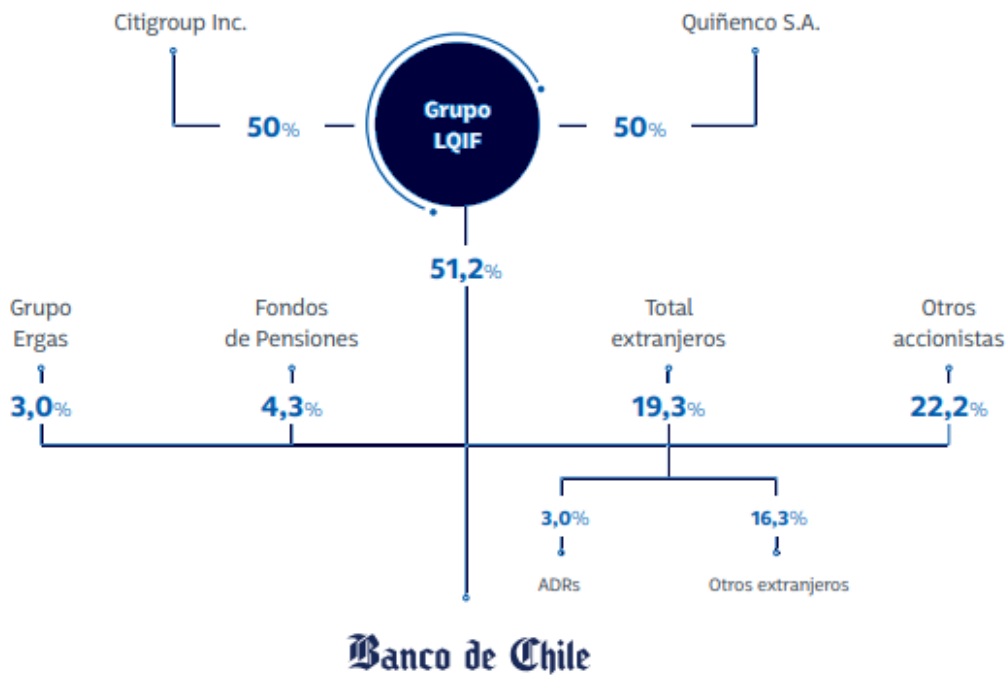 Citigroup Inc.
Quiñenco S.A.
Grupo
LQIF
50%
50%
51,2%
Grupo
Ergas
Fondos
de Pensiones
Total
extranjeros
Otros
accionistas
3,0%
4,3%
19,3%
22,2%
3,0%
16,3%
ADRs
Otros extranjeros
Banco de Chile